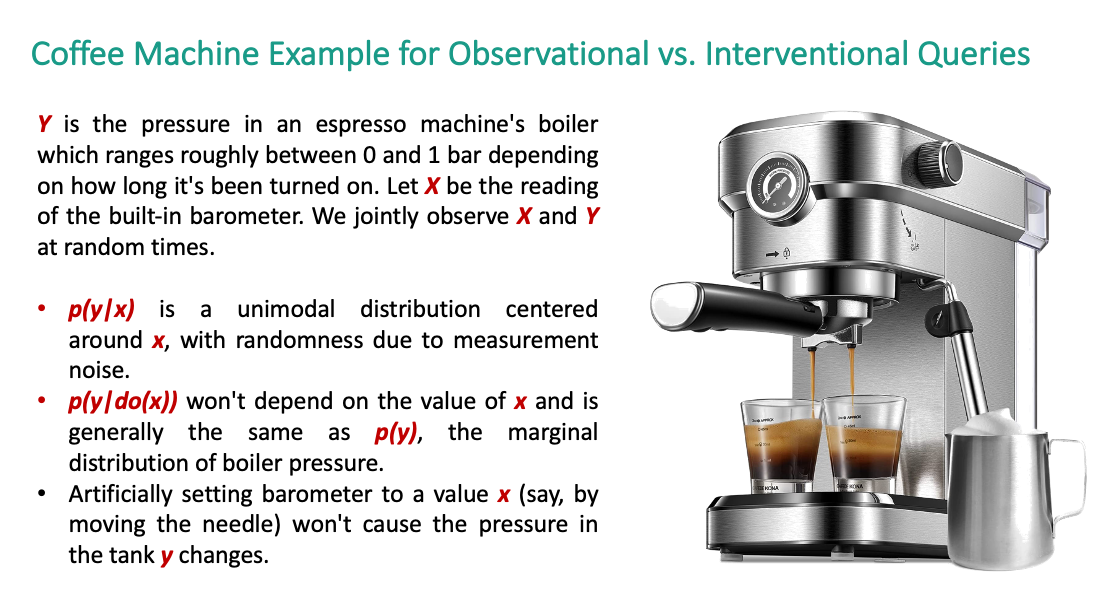 Coffee Machine Example for Observational vs. Interventional Queries
Y is the pressure in an espresso machine's boiler
which ranges roughly between 0 and 1 bar depending
on how long it's been turned on. Let X be the reading
of the built-in barometer. We jointly observe X and Y
at random times.
• p(y|x) is a unimodal distribution centered
around x, with randomness due to measurement
noise.
• p(y|do(x)) won't depend on the value of x and is
generally the same as p(y), the marginal
distribution of boiler pressure.
• Artificially setting barometer to a value x (say, by
moving the needle) won't cause the pressure in
the tank y changes.